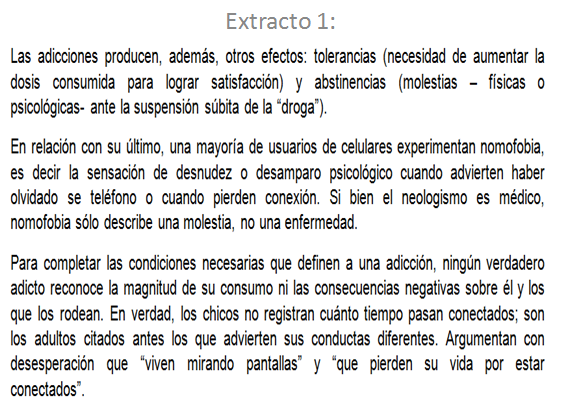 Extracto 1:
Las adicciones producen, además, otros efectos: tolerancias (necesidad de aumentar la
dosis consumida para lograr satisfacción) y abstinencias (molestias – físicas o
psicológicas- ante la suspensión súbita de la “droga”).
En relación con su último, una mayoría de usuarios de celulares experimentan nomofobia,
es decir la sensación de desnudez o desamparo psicológico cuando advierten haber
olvidado se teléfono o cuando pierden conexión. Si bien el neologismo es médico,
nomofobia sólo describe una molestia, no una enfermedad.
Para completar las condiciones necesarias que definen a una adicción, ningún verdadero
adicto reconoce la magnitud de su consumo ni las consecuencias negativas sobre él y los
que los rodean. En verdad, los chicos no registran cuánto tiempo pasan conectados; son
los adultos citados antes los que advierten sus conductas diferentes. Argumentan con
desesperación que “viven mirando pantallas” y “que pierden su vida por estar
conectados”.